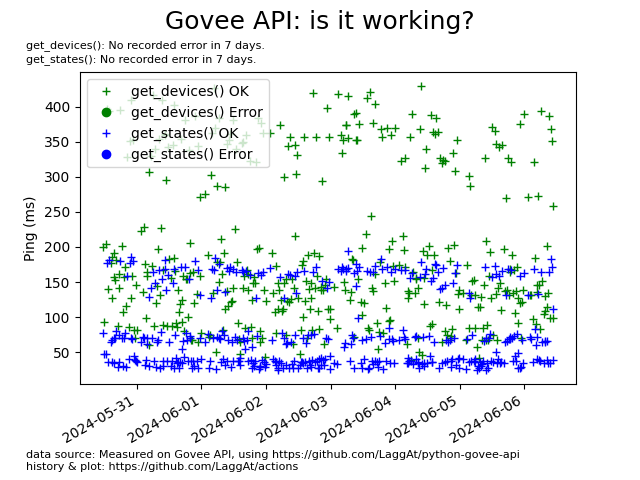 Govee API: is it working?
get_devices(): No recorded error in 7 days.
get_states(): No recorded error in 7 days.
get_devices() OK
get_devices() Error
get_states() OK
get_states() Error
Ping (ms)
400
350
300
250
200
150
100
50
2024-05-31
2024-06-01
2024-06-02
2024-06-03
2024-06-04
2024-06-05
2024-06-06
data source: Measured on Govee API, using https://github.com/LaggAt/python-govee-api
history & plot: https://github.com/LaggAt/actions